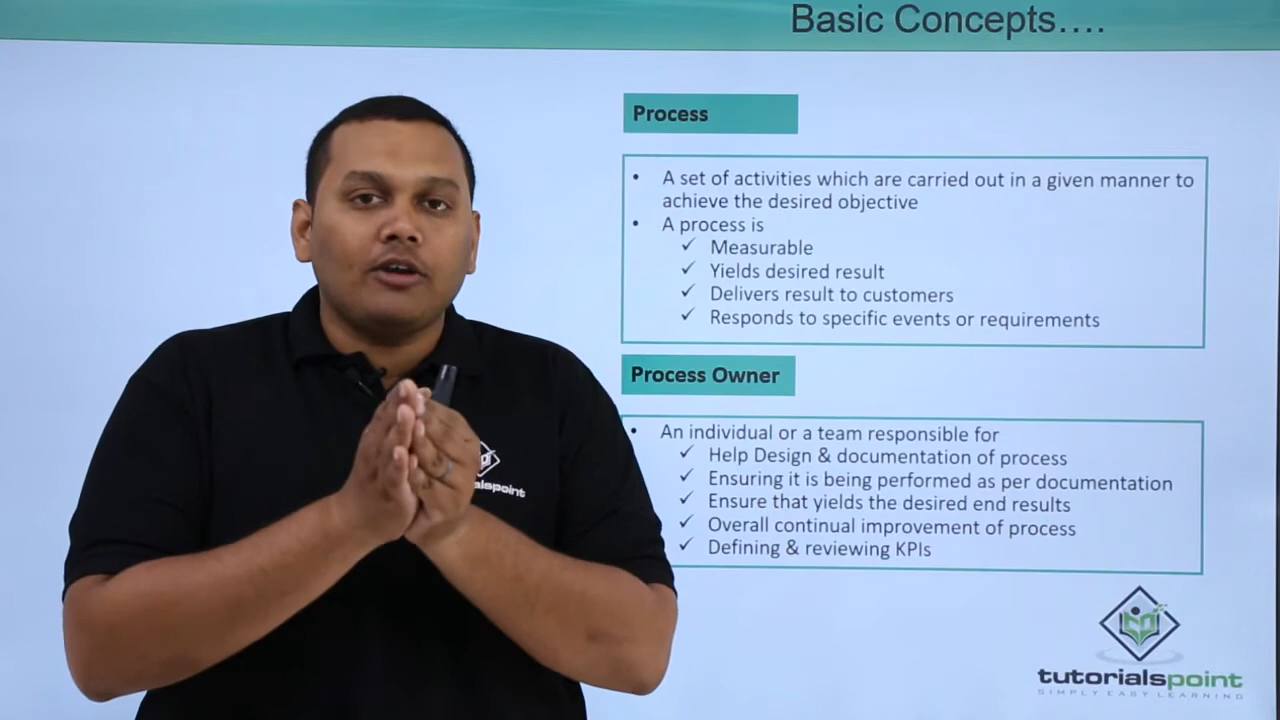 Basic Concepts....
Process
• A set of activities which are carried out in a given manner to
achieve the desired objective
• A process is
✓ Measurable
✓ Yields desired result
✓ Delivers result to customers
✓ Responds to specific events or requirements
Process Owner
• An individual or a team responsible for
✓ Help Design & documentation of process
✓ Ensuring it is being performed as per documentation
✓ Ensure that yields the desired end results
✓ Overall continual improvement of process
✓ Defining & reviewing KPIs
alspoint
tutorialspoint
SIMPLY EASY LEARNING